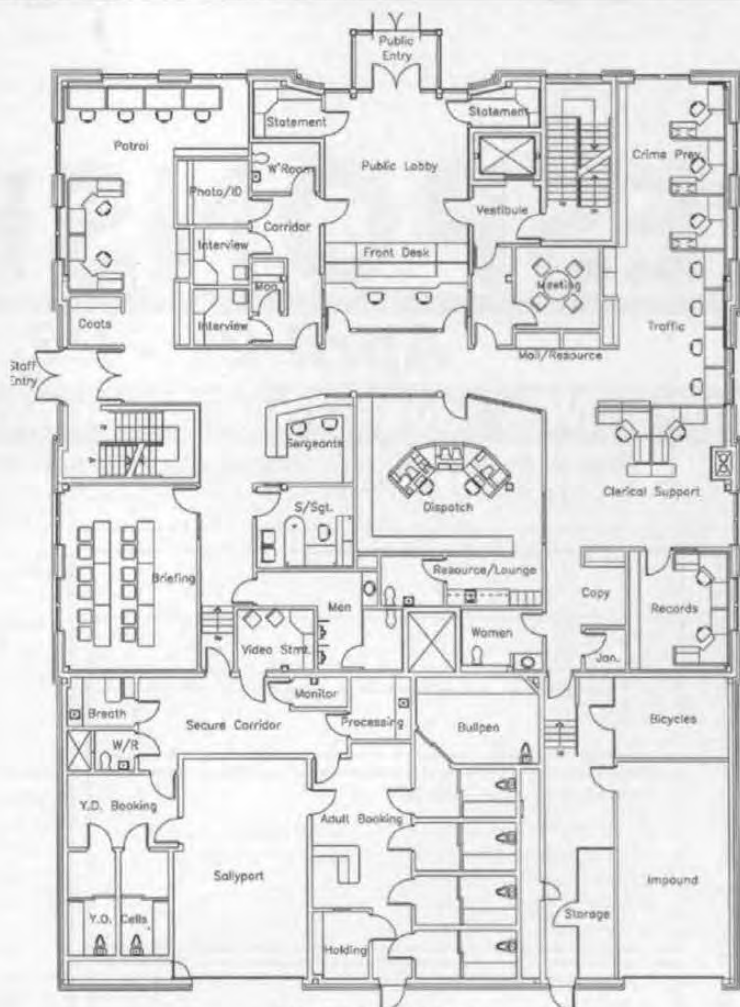 Public
Entry
Statement
Statement
Patrol
W'Room
Public Lobby
Crime Prev.
Photo/ID
Vestibule
Corridor
Interview
Front Desk
Meeting
Mon.
Interview
Coats
Traffic
Mail/Resource
Staff
Entry
Sergeants
S/Sgt.
Dispatch
Clerical Support
Briefing
Resource/Lounge
Men
Copy
Records
Women
Video Stmt.
Jan.
Monitor
Breath
Secure Corridor
Processing
Bullpen
Bicycles
W/R
Y.O. Booking
Adult Booking
Sallyport
Impound
Y.O. Cells
Storage
Holding